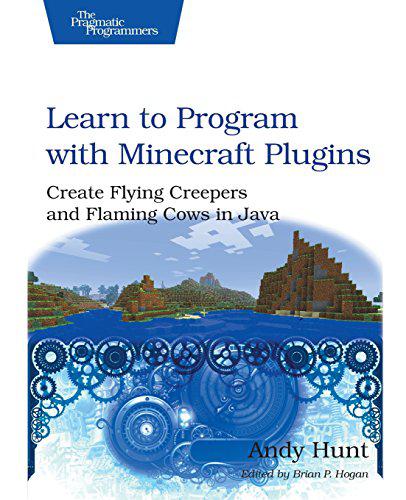 The
Pragmatic
Programmers
Learn to Program
with Minecraft Plugins
Create Flying Creepers
and Flaming Cows in Java
Andy Hunt
Edited by Brian P. Hogan